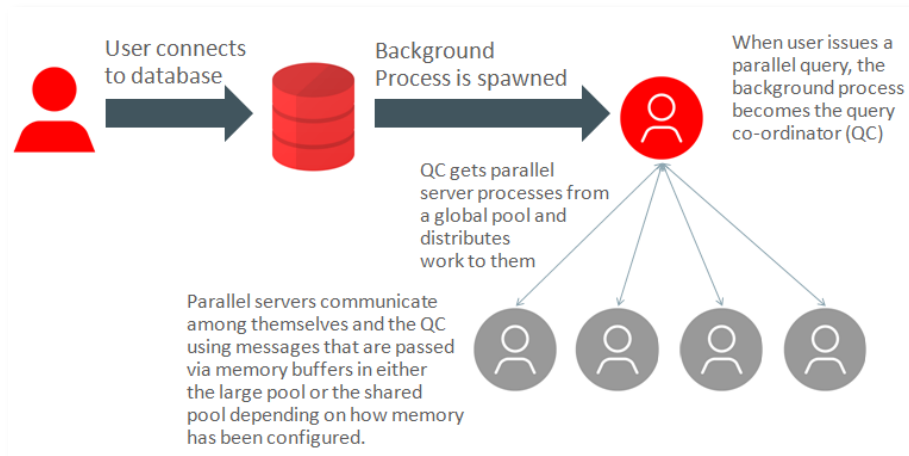 User connects
to database
Background
Process is spawned
When user issues a
parallel query, the
background process
becomes the query
co-ordinator (QC)
QC gets parallel
server processes from
a global pool and
distributes
work to them
Parallel servers communicate
among themselves and the QC
using messages that are passed
via memory buffers in either
the large pool or the shared
pool depending on how memory
has been configured.